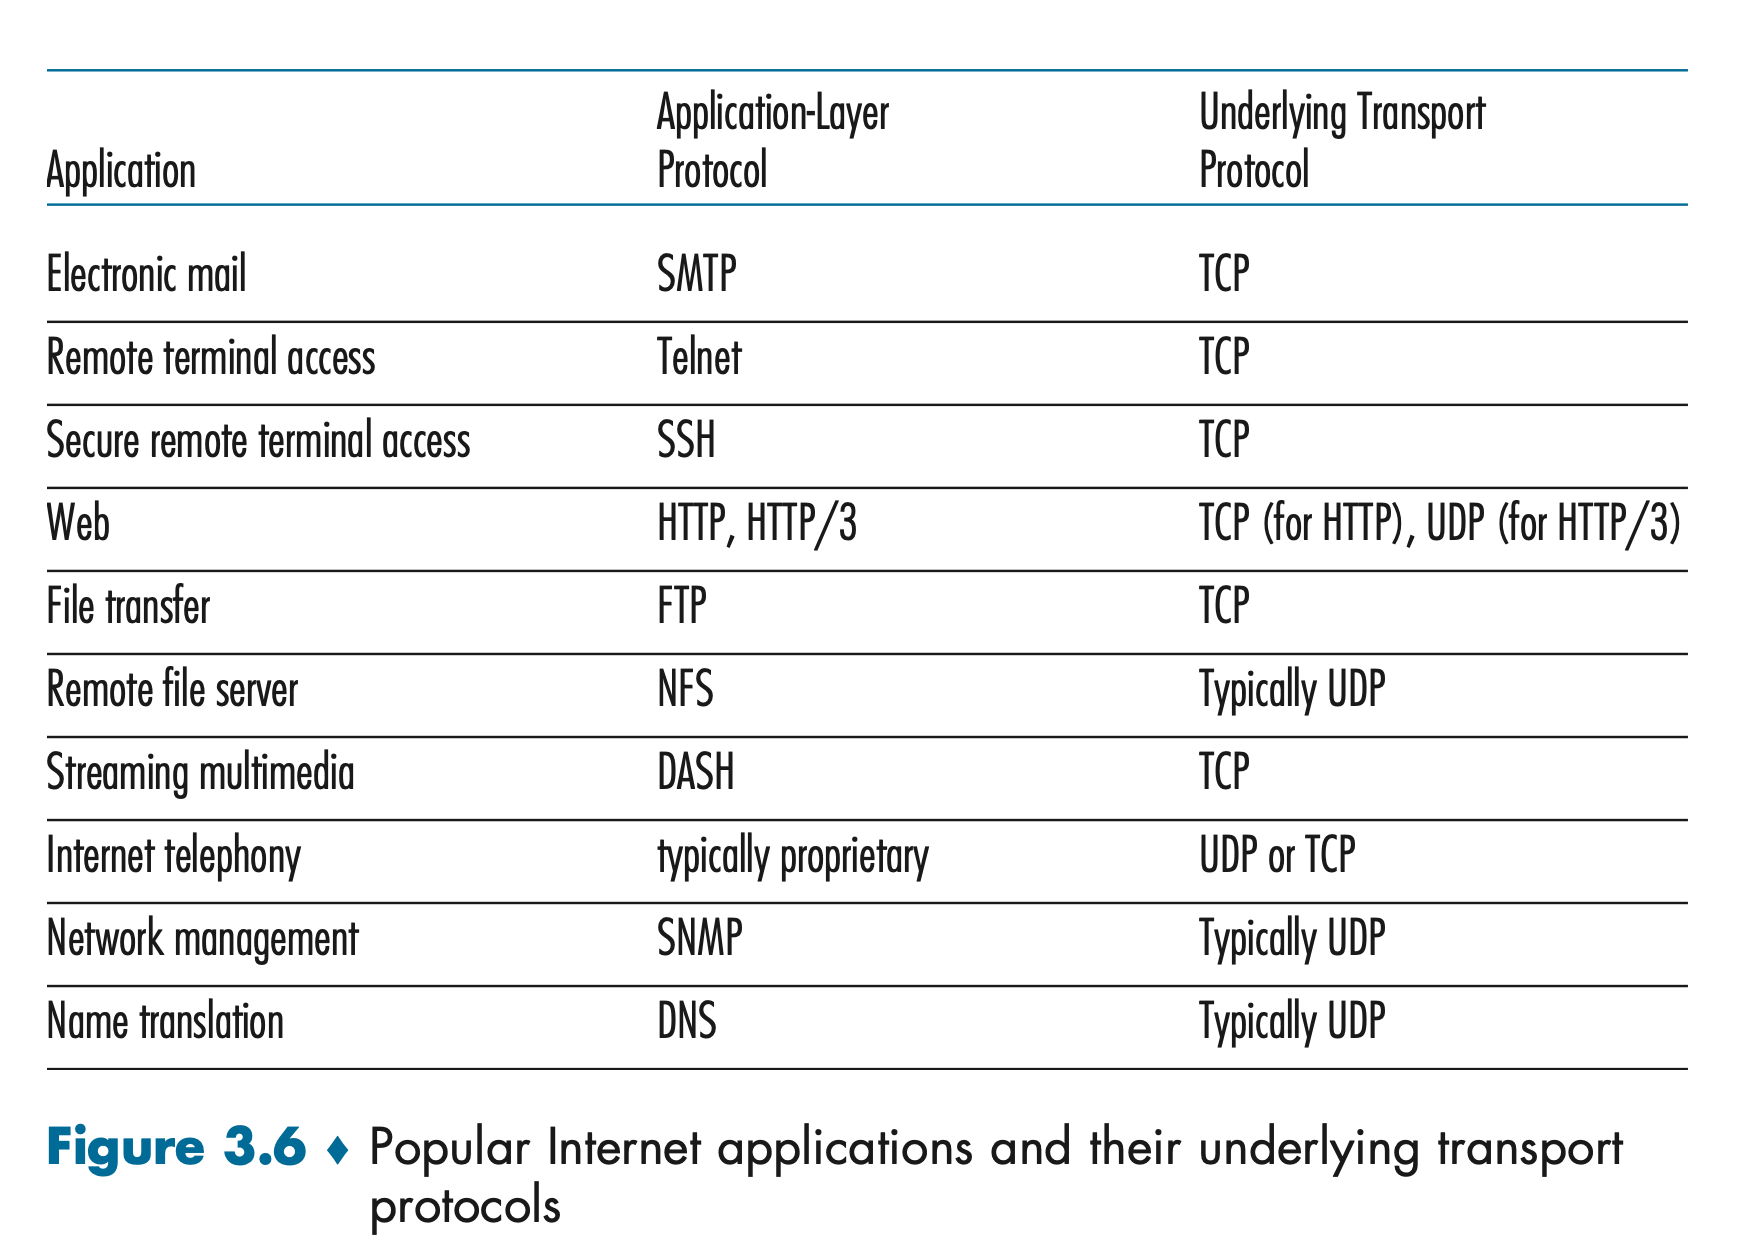 Application Application-Layer Protocol Underlying Transport Protocol
Electronic mail SMTP TCP
Remote terminal access Telnet TCP
Secure remote terminal access SSH TCP
Web HTTP, HTTP/3 TCP (for HTTP), UDP (for HTTP/3)
File transfer FTP TCP
Remote file server NFS Typically UDP
Streaming multimedia DASH TCP
Internet telephony typically proprietary UDP or TCP
Network management SNMP Typically UDP
Name translation DNS Typically UDP
Figure 3.6 ♦ Popular Internet applications and their underlying transport
protocols